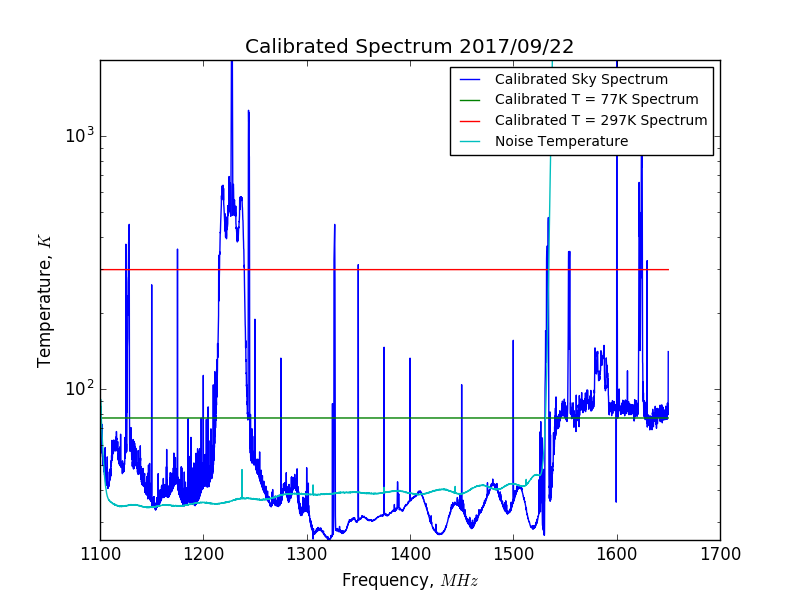 Calibrated Spectrum 2017/09/22
Calibrated Sky Spectrum
Calibrated T = 77K Spectrum
Calibrated T = 297K Spectrum
Noise Temperature
10³
10²
Temperature, K
1100 1200 1300 1400 1500 1600 1700
Frequency, MHz